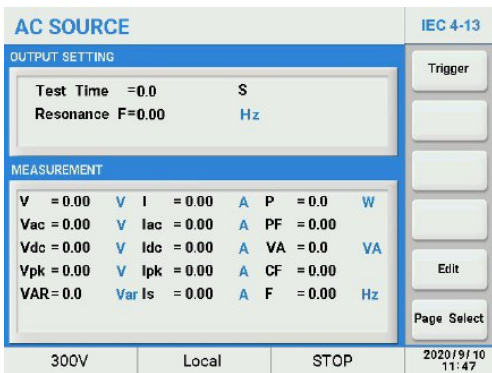 AC SOURCE IEC 4-13
OUTPUT SETTING
Trigger
Test Time =0.0 S
Resonance F=0.00 Hz
MEASUREMENT
V = 0.00 V I = 0.00 A P = 0.0 W
Vac = 0.00 V Iac = 0.00 A PF = 0.00
Vdc = 0.00 V Idc = 0.00 A VA = 0.0 VA
Vpk = 0.00 V Ipk = 0.00 A CF = 0.00
Edit
VAR= 0.0 Var Is = 0.00 A F = 0.00 Hz
Page Select
300V Local STOP 2020/9/10
11:47